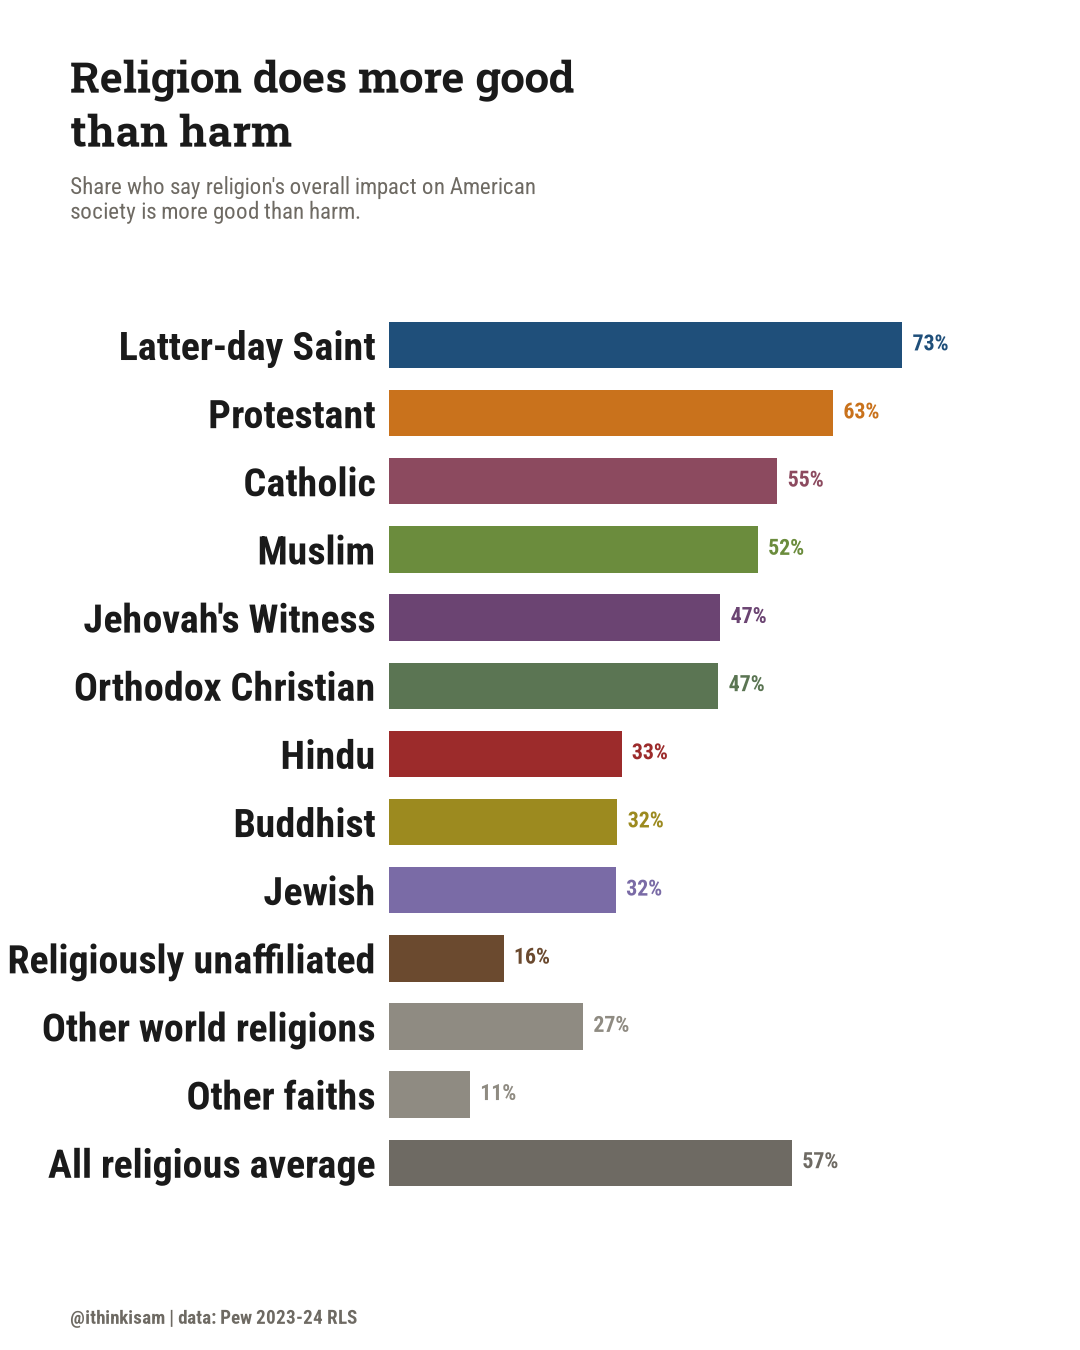 Religion does more good
than harm
Share who say religion's overall impact on American
society is more good than harm.
Latter-day Saint 73%
Protestant 63%
Catholic 55%
Muslim 52%
Jehovah's Witness 47%
Orthodox Christian 47%
Hindu 33%
Buddhist 32%
Jewish 32%
Religiously unaffiliated 16%
Other world religions 27%
Other faiths 11%
All religious average 57%
@ithinkisam | data: Pew 2023-24 RLS